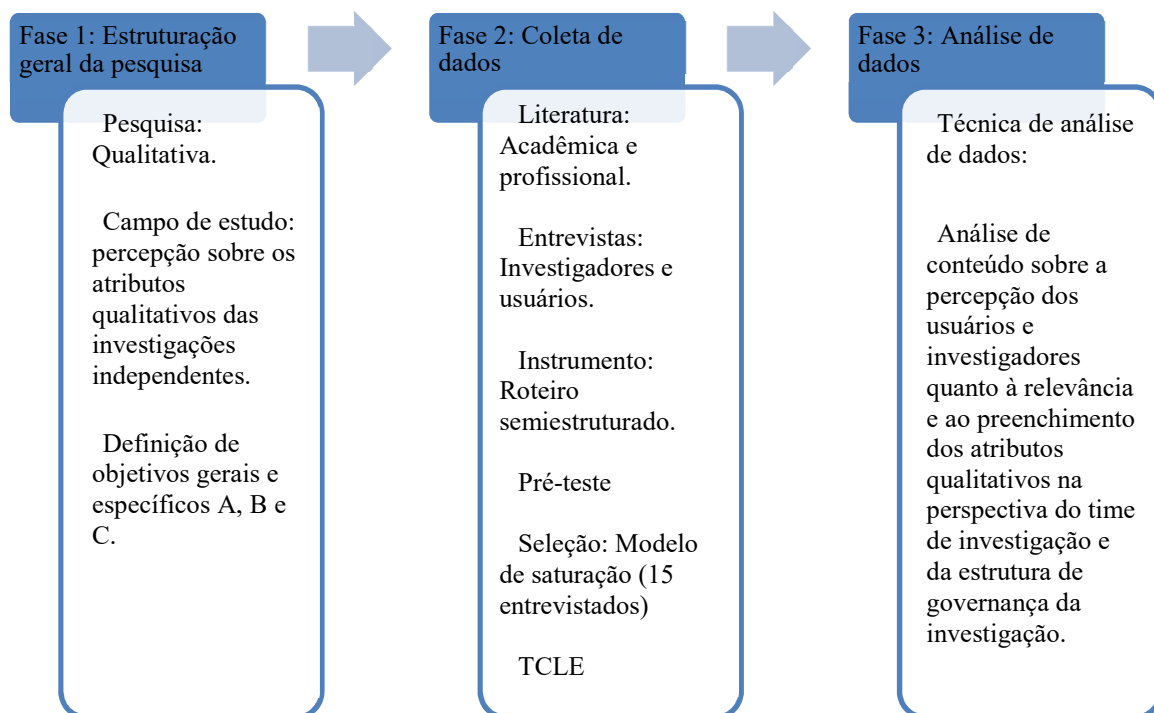 Fase 1: Estruturação
geral da pesquisa
Pesquisa:
Qualitativa.
Campo de estudo:
percepção sobre os
atributos
qualitativos das
investigações
independentes.
Definição de
objetivos gerais e
específicos A, B e
C.
Fase 2: Coleta de
dados
Literatura:
Acadêmica e
profissional.
Entrevistas:
Investigadores e
usuários.
Instrumento:
Roteiro
semiestruturado.
Pré-teste
Seleção: Modelo
de saturação (15
entrevistados)
TCLE
Fase 3: Análise de
dados
Técnica de análise
de dados:
Análise de
conteúdo sobre a
percepção dos
usuários e
investigadores
quanto à relevância
e ao preenchimento
dos atributos
qualitativos na
perspectiva do time
de investigação e
da estrutura de
governança da
investigação.